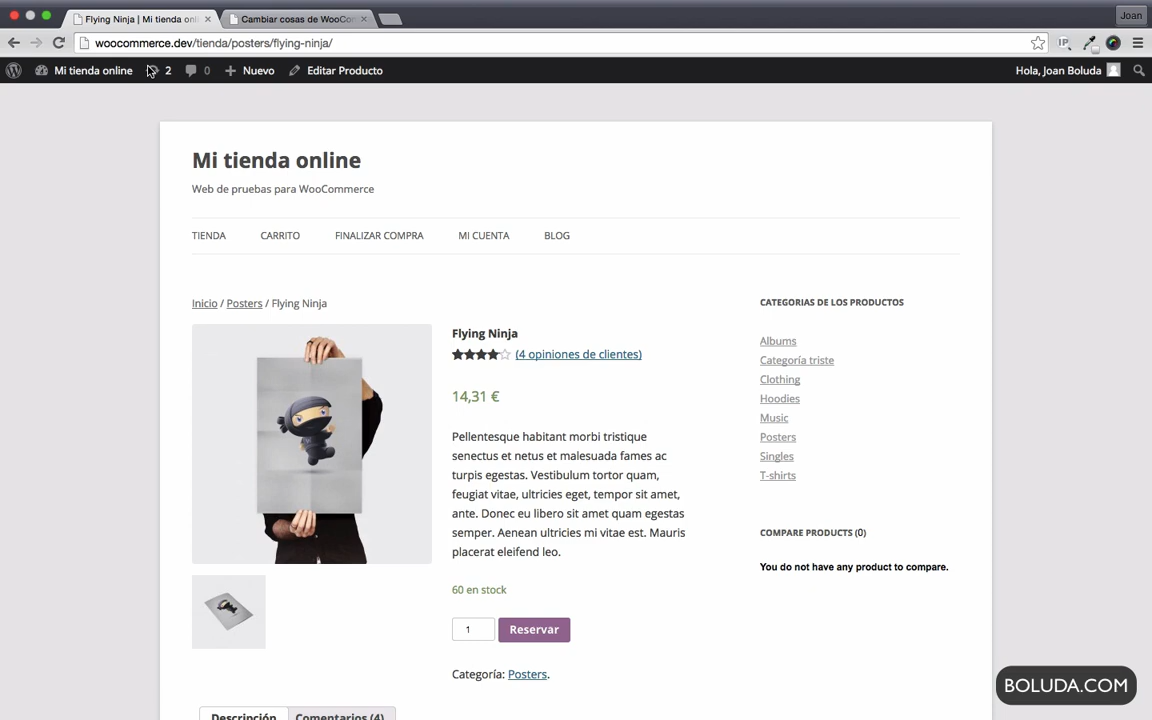 Flying Ninja | Mi tienda onli
Cambiar cosas de WooCom
Joan
woocommerce.dev/tienda/posters/flying-ninja/
IP
Mi tienda online 2 0 Nuevo Editar Producto
Hola, Joan Boluda
Mi tienda online
Web de pruebas para WooCommerce
TIENDA CARRITO FINALIZAR COMPRA MI CUENTA BLOG
Inicio / Posters / Flying Ninja
Flying Ninja
(4 opiniones de clientes)
14,31 €
Pellentesque habitant morbi tristique
senectus et netus et malesuada fames ac
turpis egestas. Vestibulum tortor quam,
feugiat vitae, ultricies eget, tempor sit amet,
ante. Donec eu libero sit amet quam egestas
semper. Aenean ultricies mi vitae est. Mauris
placerat eleifend leo.
60 en stock
1 Reservar
Categoría: Posters.
Descripción Comentarios (4)
CATEGORIAS DE LOS PRODUCTOS
Albums
Categoría triste
Clothing
Hoodies
Music
Posters
Singles
T-shirts
COMPARE PRODUCTS (0)
You do not have any product to compare.
BOLUDA.COM